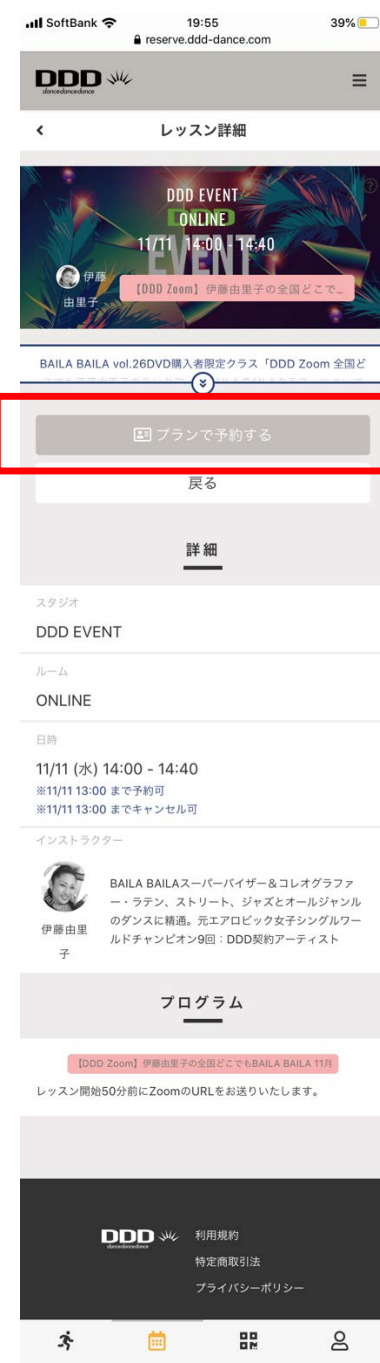 SoftBank 19:55 39%
reserve.ddd-dance.com
DDD
dancedancedance
レッスン詳細
DDD EVENT
DDD
ONLINE
EVENT
11/11 14:00 - 14:40
伊藤
由里子
【DDD Zoom】伊藤由里子の全国どこで…
BAILA BAILA vol.26DVD購入者限定クラス「DDD Zoom 全国ど
プランで予約する
戻る
詳細
スタジオ
DDD EVENT
ルーム
ONLINE
日時
11/11 (水) 14:00 - 14:40
※11/11 13:00 まで予約可
※11/11 13:00 までキャンセル可
インストラクター
伊藤由里
子
BAILA BAILAスーパーバイザー&コレオグラファ
ー・ラテン、ストリート、ジャズとオールジャンル
のダンスに精通。元エアロビック女子シングルワー
ルドチャンピオン9回:DDD契約アーティスト
プログラム
【DDD Zoom】伊藤由里子の全国どこでもBAILA BAILA 11月
レッスン開始50分前にZoomのURLをお送りいたします。
DDD
dancedancedance
利用規約
特定商取引法
プライバシーポリシー